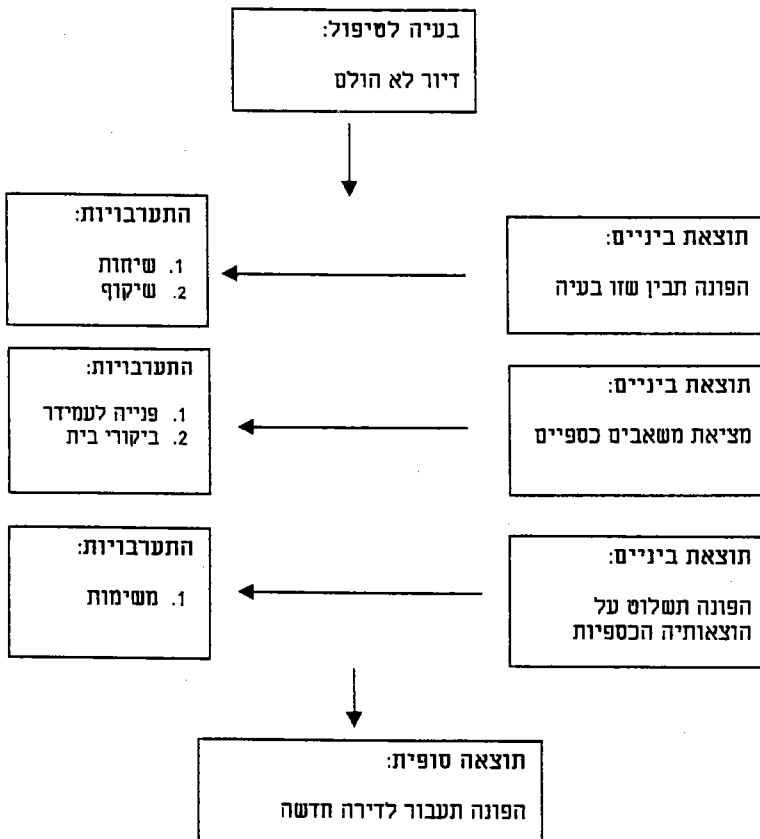 בעיה לטיפול:
דיור לא הולם
תוצאת ביניים:
הפונה תבין שזו בעיה
התערבויות:
1. שיחות
2. שיקוף
תוצאת ביניים:
מציאת משאבים כספיים
התערבויות:
1. פנייה לעמידר
2. ביקורי בית
תוצאת ביניים:
הפונה תשלוט על
הוצאותיה הכספיות
התערבויות:
1. משימות
תוצאה סופית:
הפונה תעבור לדירה חדשה